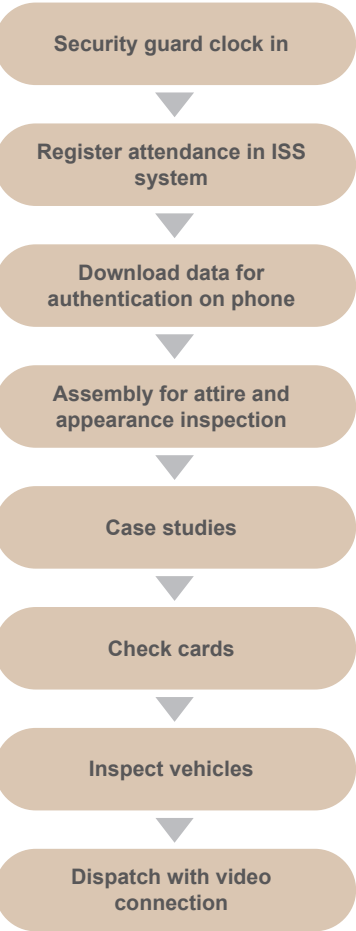 Security guard clock in
Register attendance in ISS
system
Download data for
authentication on phone
Assembly for attire and
appearance inspection
Case studies
Check cards
Inspect vehicles
Dispatch with video
connection